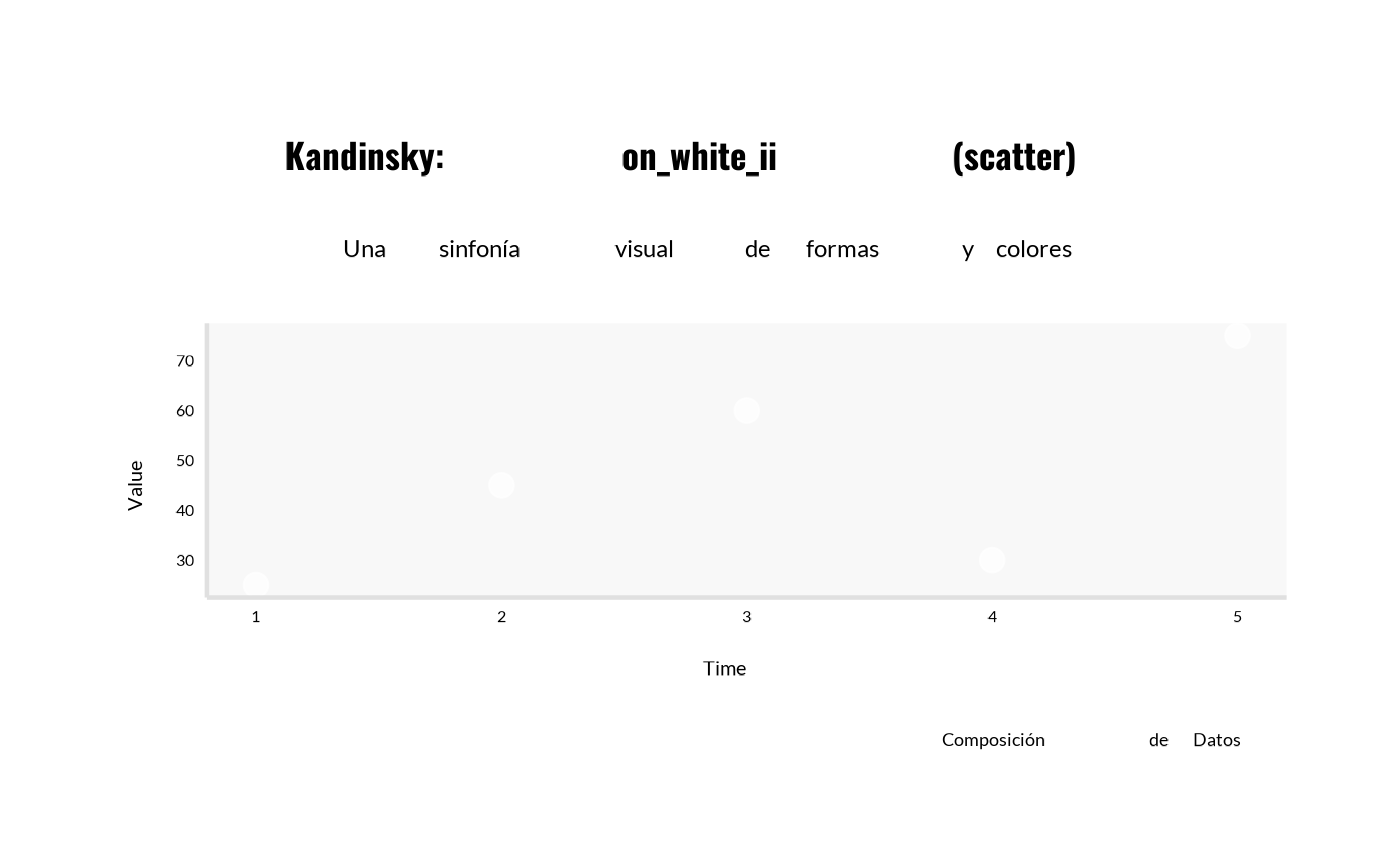 Kandinsky: on_white_ii (scatter)
Una sinfonía visual de formas y colores
70
60
50
40
30
Value
1 2 3 4 5
Time
Composición de Datos